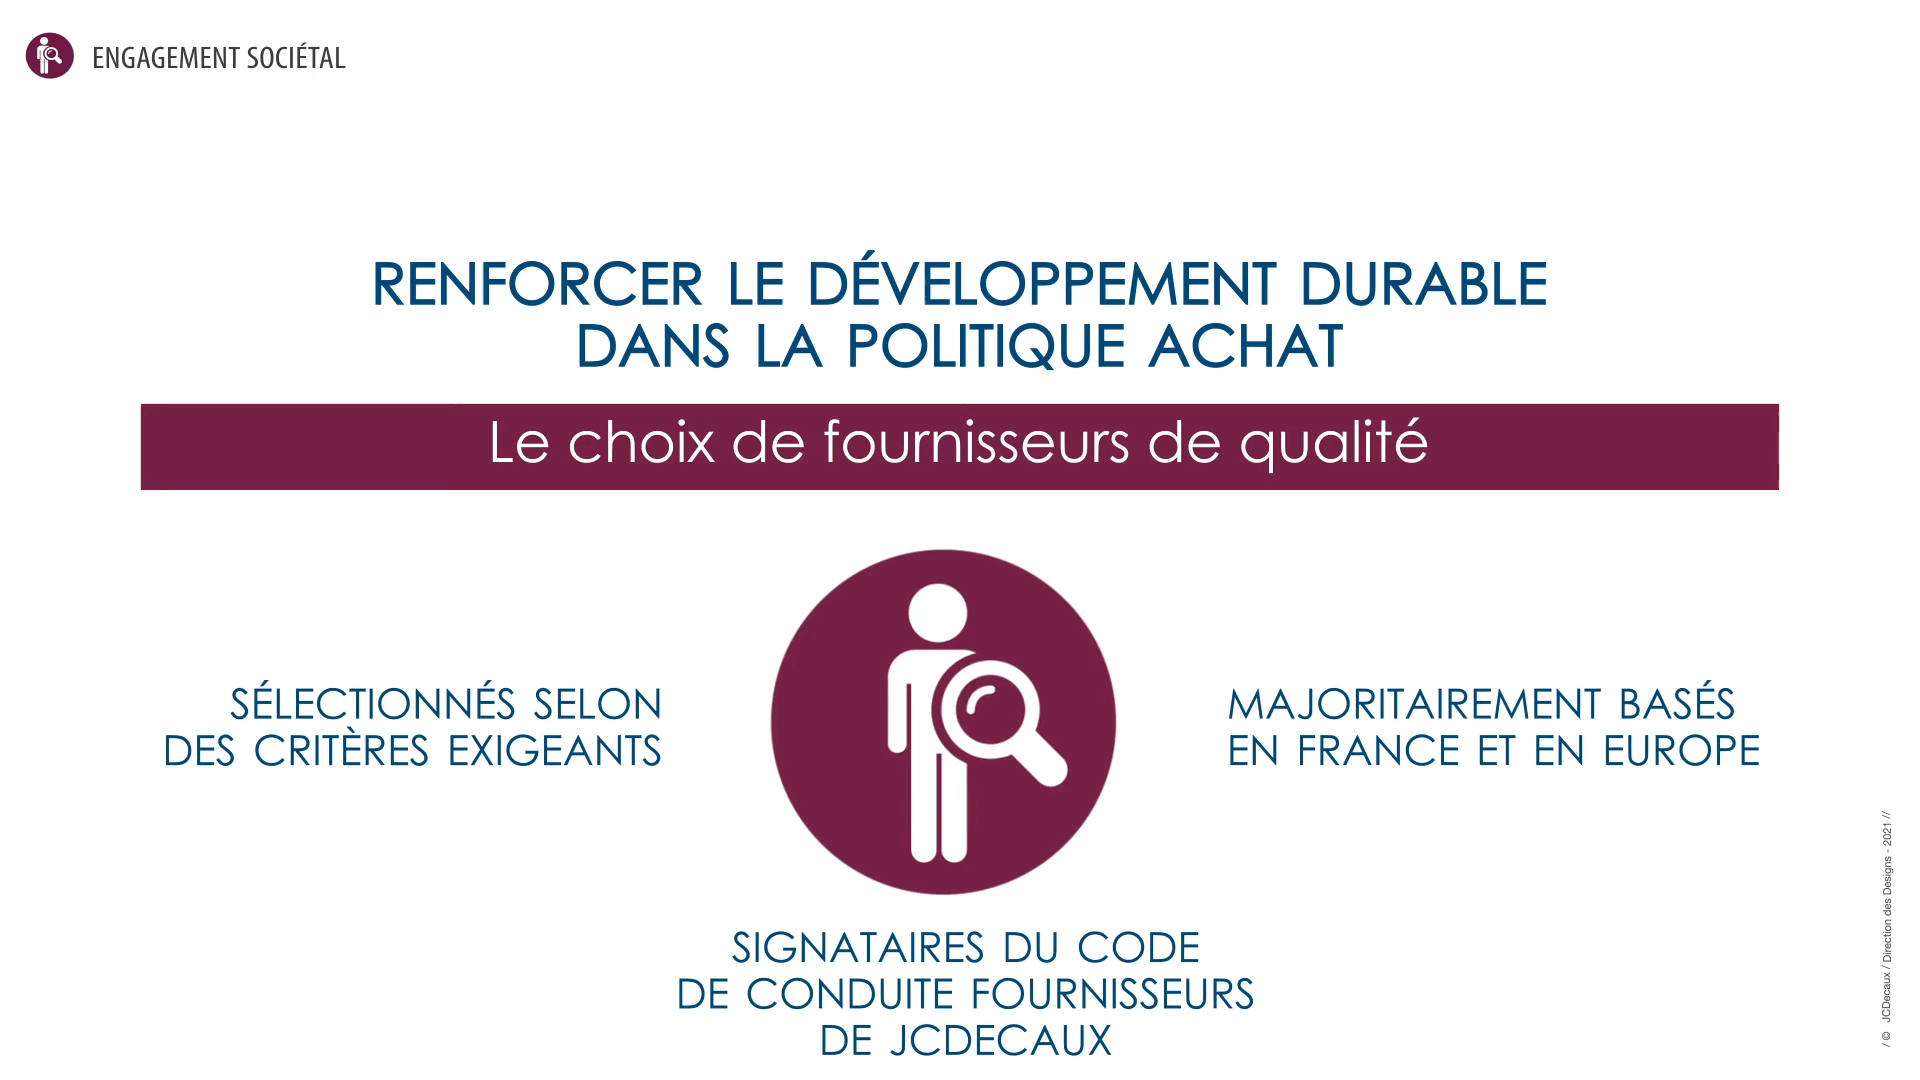 ENGAGEMENT SOCIÉTAL
RENFORCER LE DÉVELOPPEMENT DURABLE
DANS LA POLITIQUE ACHAT
Le choix de fournisseurs de qualité
SÉLECTIONNÉS SELON
DES CRITÈRES EXIGEANTS
MAJORITAIREMENT BASÉS
EN FRANCE ET EN EUROPE
SIGNATAIRES DU CODE
DE CONDUITE FOURNISSEURS
DE JCDECAUX
/ © JCDecaux / Direction des Designs - 2021 //